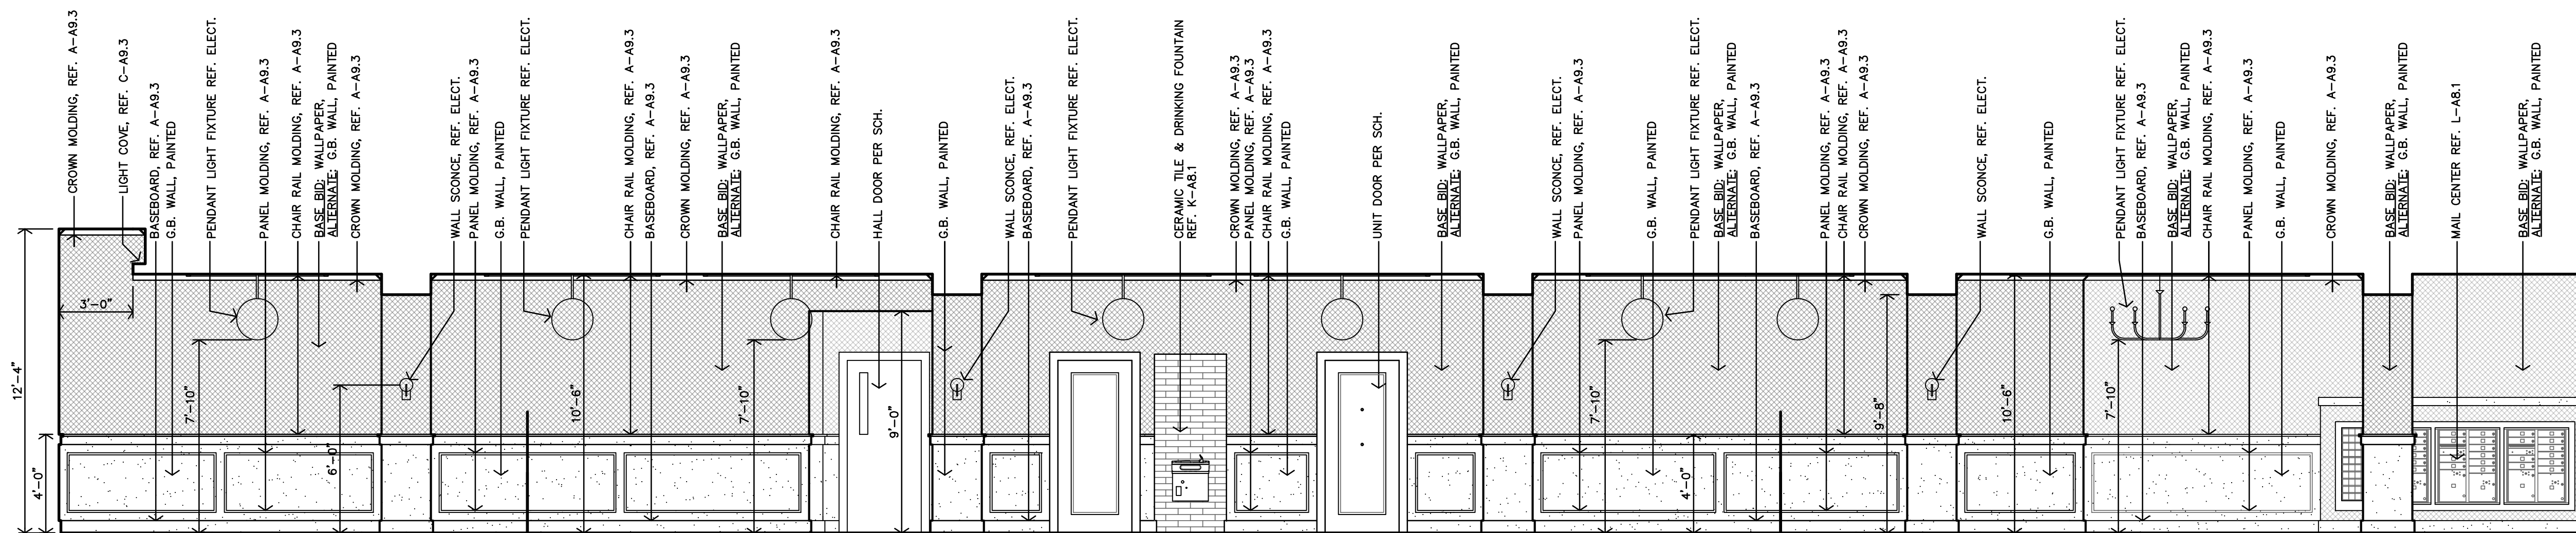 CROWN MOLDING, REF. A-A9.3
LIGHT COVE, REF. C-A9.3
BASEBOARD, REF. A-A9.3
G.B. WALL, PAINTED
PENDANT LIGHT FIXTURE REF. ELECT.
PANEL MOLDING, REF. A-A9.3
CHAIR RAIL MOLDING, REF. A-A9.3
BASE BID: WALLPAPER,
ALTERNATE: G.B. WALL, PAINTED
CROWN MOLDING, REF. A-A9.3
WALL SCONCE, REF. ELECT.
PANEL MOLDING, REF. A-A9.3
G.B. WALL, PAINTED
PENDANT LIGHT FIXTURE REF. ELECT.
CHAIR RAIL MOLDING, REF. A-A9.3
BASEBOARD, REF. A-A9.3
CROWN MOLDING, REF. A-A9.3
BASE BID: WALLPAPER,
ALTERNATE: G.B. WALL, PAINTED
CHAIR RAIL MOLDING, REF. A-A9.3
HALL DOOR PER SCH.
G.B. WALL, PAINTED
WALL SCONCE, REF. ELECT.
BASEBOARD, REF. A-A9.3
PENDANT LIGHT FIXTURE REF. ELECT.
CERAMIC TILE & DRINKING FOUNTAIN
REF. K-A8.1
CROWN MOLDING, REF. A-A9.3
PANEL MOLDING, REF. A-A9.3
CHAIR RAIL MOLDING, REF. A-A9.3
G.B. WALL, PAINTED
UNIT DOOR PER SCH.
BASE BID: WALLPAPER,
ALTERNATE: G.B. WALL, PAINTED
WALL SCONCE, REF. ELECT.
PANEL MOLDING, REF. A-A9.3
G.B. WALL, PAINTED
PENDANT LIGHT FIXTURE REF. ELECT.
BASE BID: WALLPAPER,
ALTERNATE: G.B. WALL, PAINTED
BASEBOARD, REF. A-A9.3
PANEL MOLDING, REF. A-A9.3
CHAIR RAIL MOLDING, REF. A-A9.3
CROWN MOLDING, REF. A-A9.3
WALL SCONCE, REF. ELECT.
G.B. WALL, PAINTED
PENDANT LIGHT FIXTURE REF. ELECT.
BASEBOARD, REF. A-A9.3
BASE BID: WALLPAPER,
ALTERNATE: G.B. WALL, PAINTED
CHAIR RAIL MOLDING, REF. A-A9.3
PANEL MOLDING, REF. A-A9.3
G.B. WALL, PAINTED
CROWN MOLDING, REF. A-A9.3
BASE BID: WALLPAPER,
ALTERNATE: G.B. WALL, PAINTED
MAIL CENTER REF. L-A8.1
BASE BID: WALLPAPER,
ALTERNATE: G.B. WALL, PAINTED
12'-4"
4'-0"
3'-0"
7'-10"
6'-0"
10'-6"
7'-10"
9'-0"
7'-10"
4'-0"
9'-8"
10'-6"
7'-10"